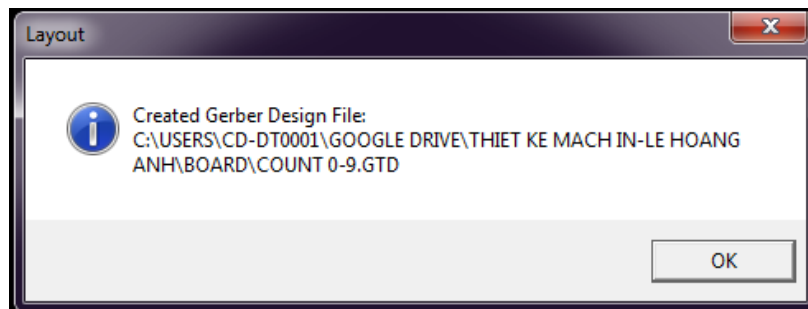 Layout
Created Gerber Design File:
C:\USERS\CD-DT0001\GOOGLE DRIVE\THIET KE MACH IN-LE HOANG
ANH\BOARD\COUNT 0-9.GTD
OK